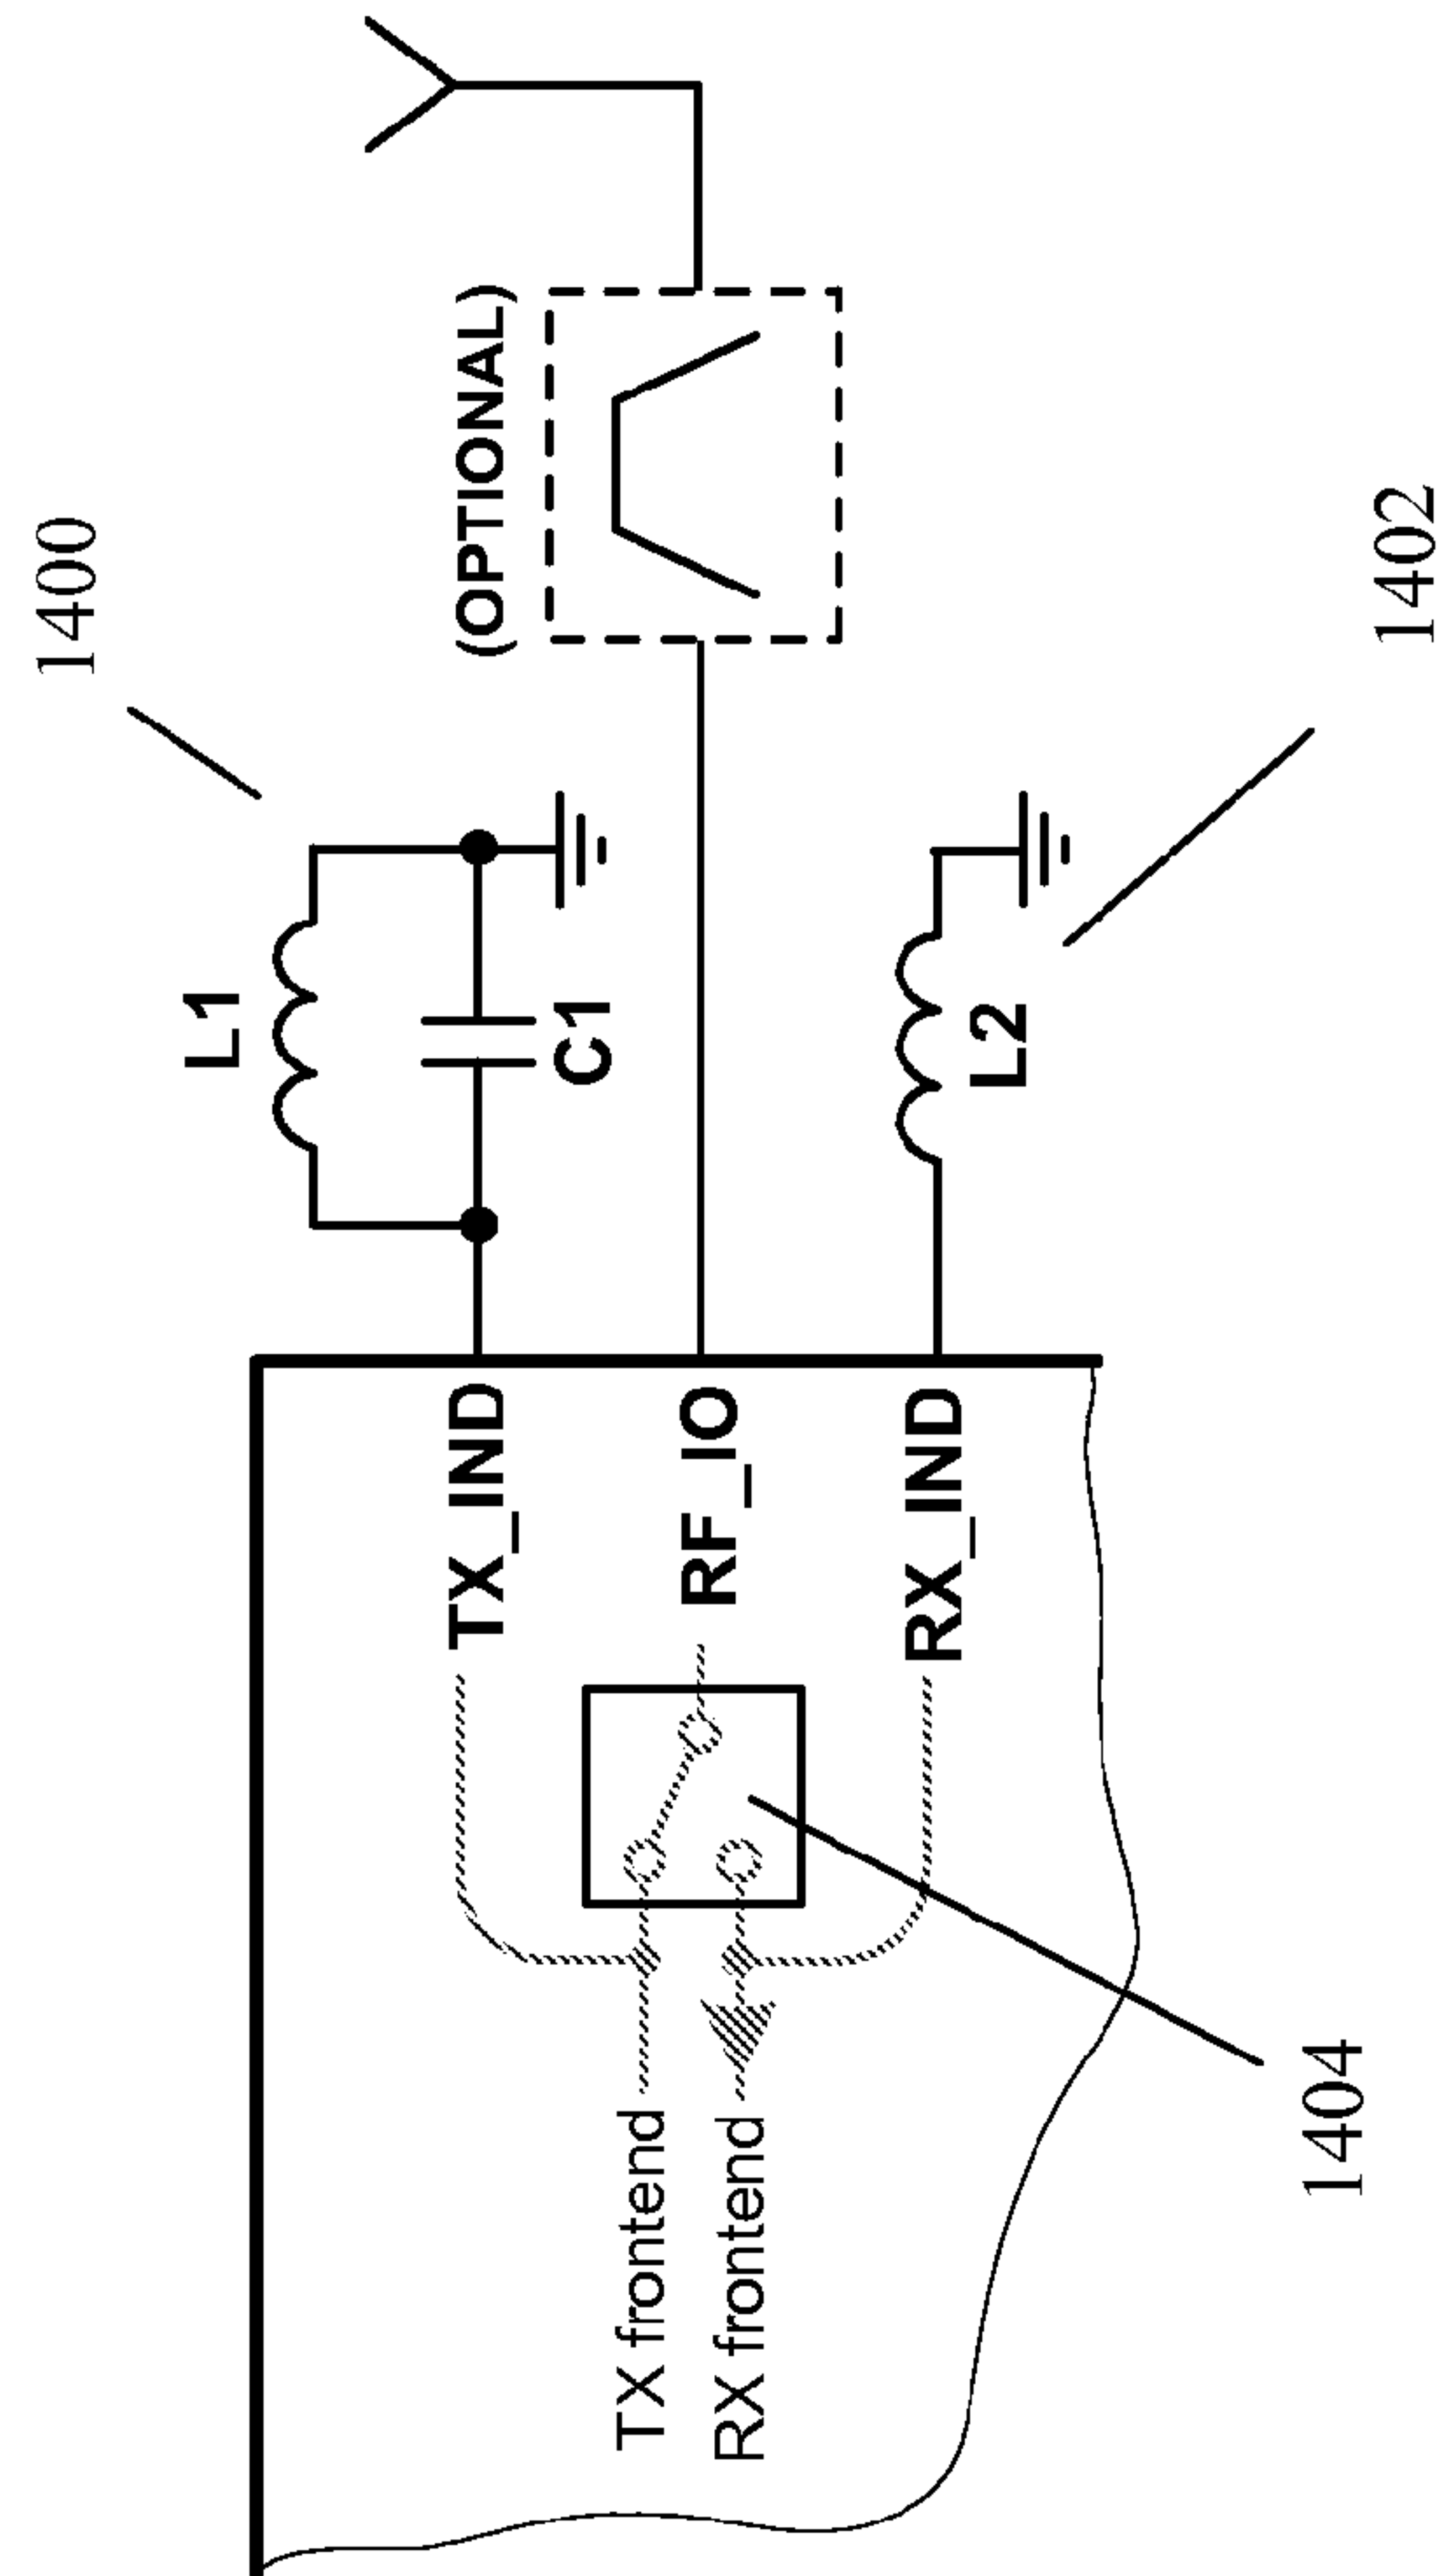 1400
L1
(OPTIONAL)
C1
TX_IND
TX frontend
RF_IO
RX frontend
RX_IND
L2
1404
1402